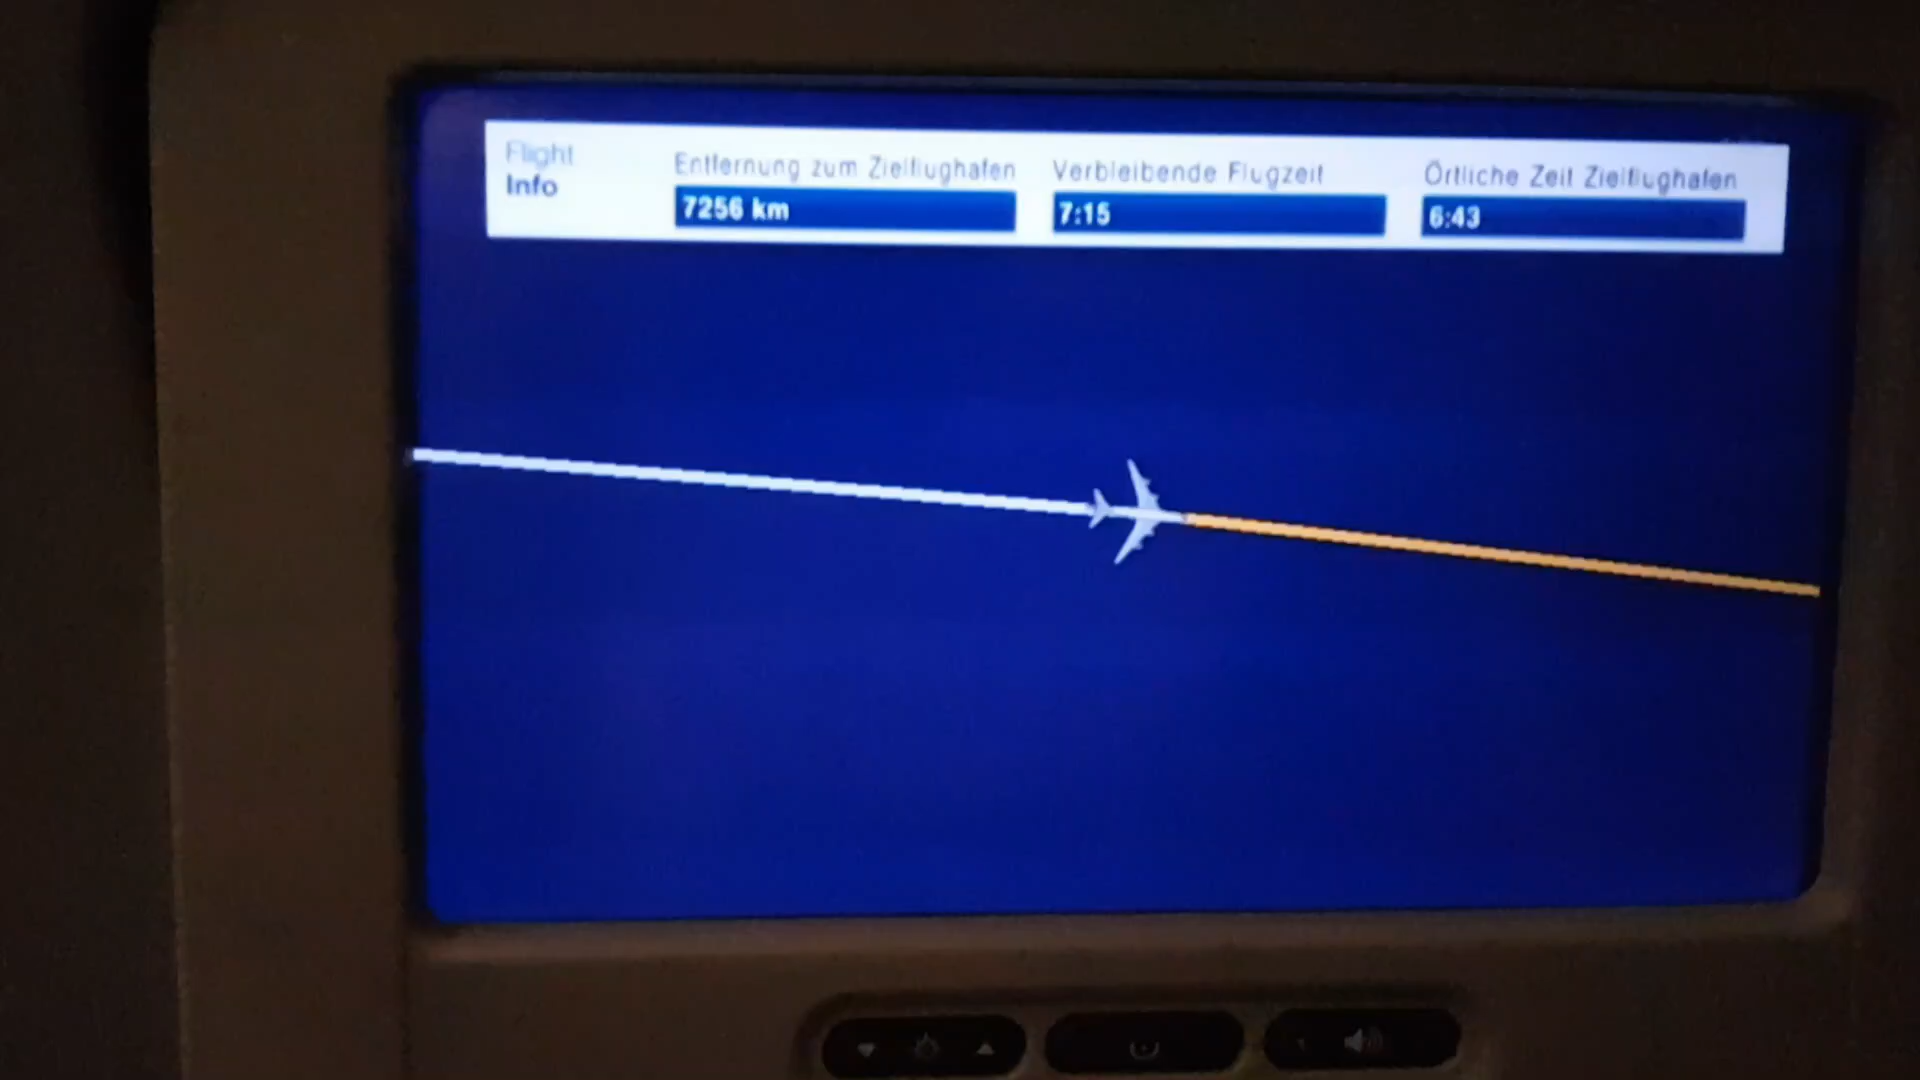 Flight
Info
Entfernung zum Zielflughafen
7256 km
Verbleibende Flugzeit
7:15
Örtliche Zeit Zielflughafen
6:43